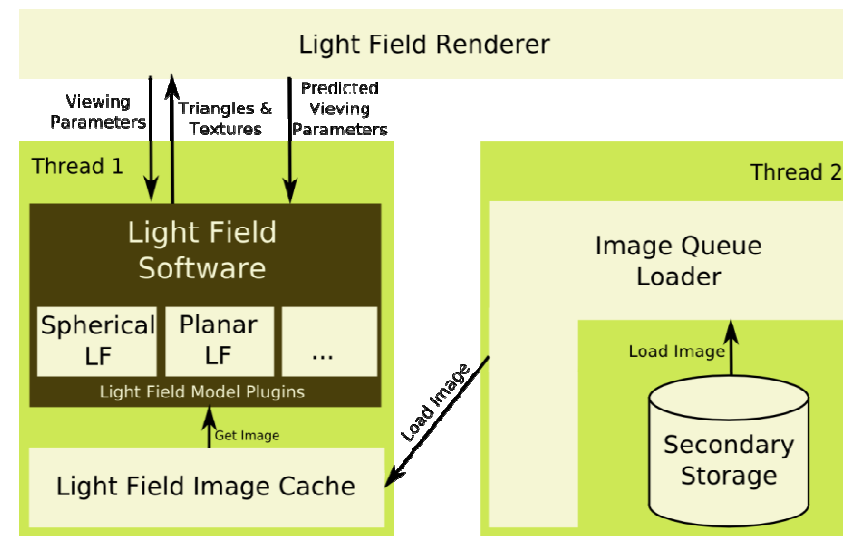 Light Field Renderer
Viewing
Parameters
Triangles &
Textures
Predicted
Vieving
Parameters
Thread 1
Light Field
Software
Spherical
LF
Planar
LF
...
Light Field Model Plugins
Get Image
Light Field Image Cache
Load Image
Thread 2
Image Queue
Loader
Load Image
Secondary
Storage